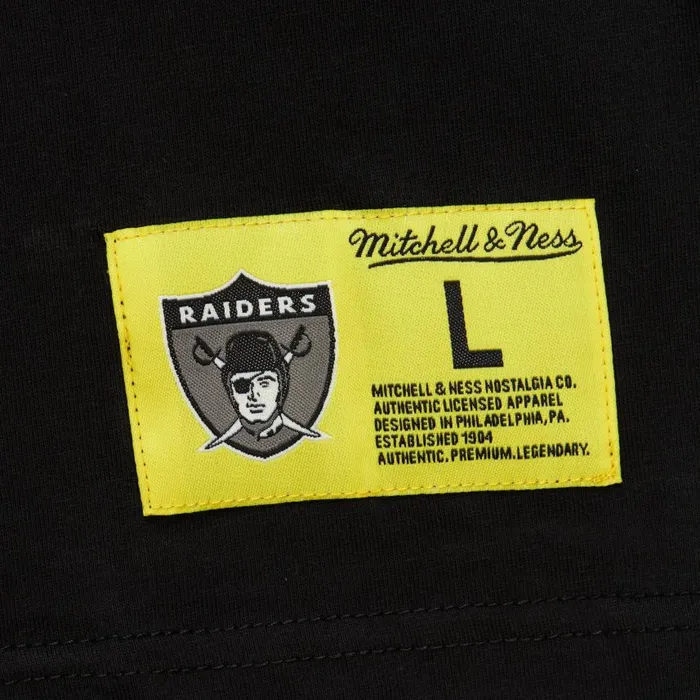 RAIDERS
Mitchell & Ness
L
MITCHELL & NESS NOSTALGIA CO.
AUTHENTIC LICENSED APPAREL
DESIGNED IN PHILADELPHIA, PA.
ESTABLISHED 1904
AUTHENTIC.PREMIUM.LEGENDARY.